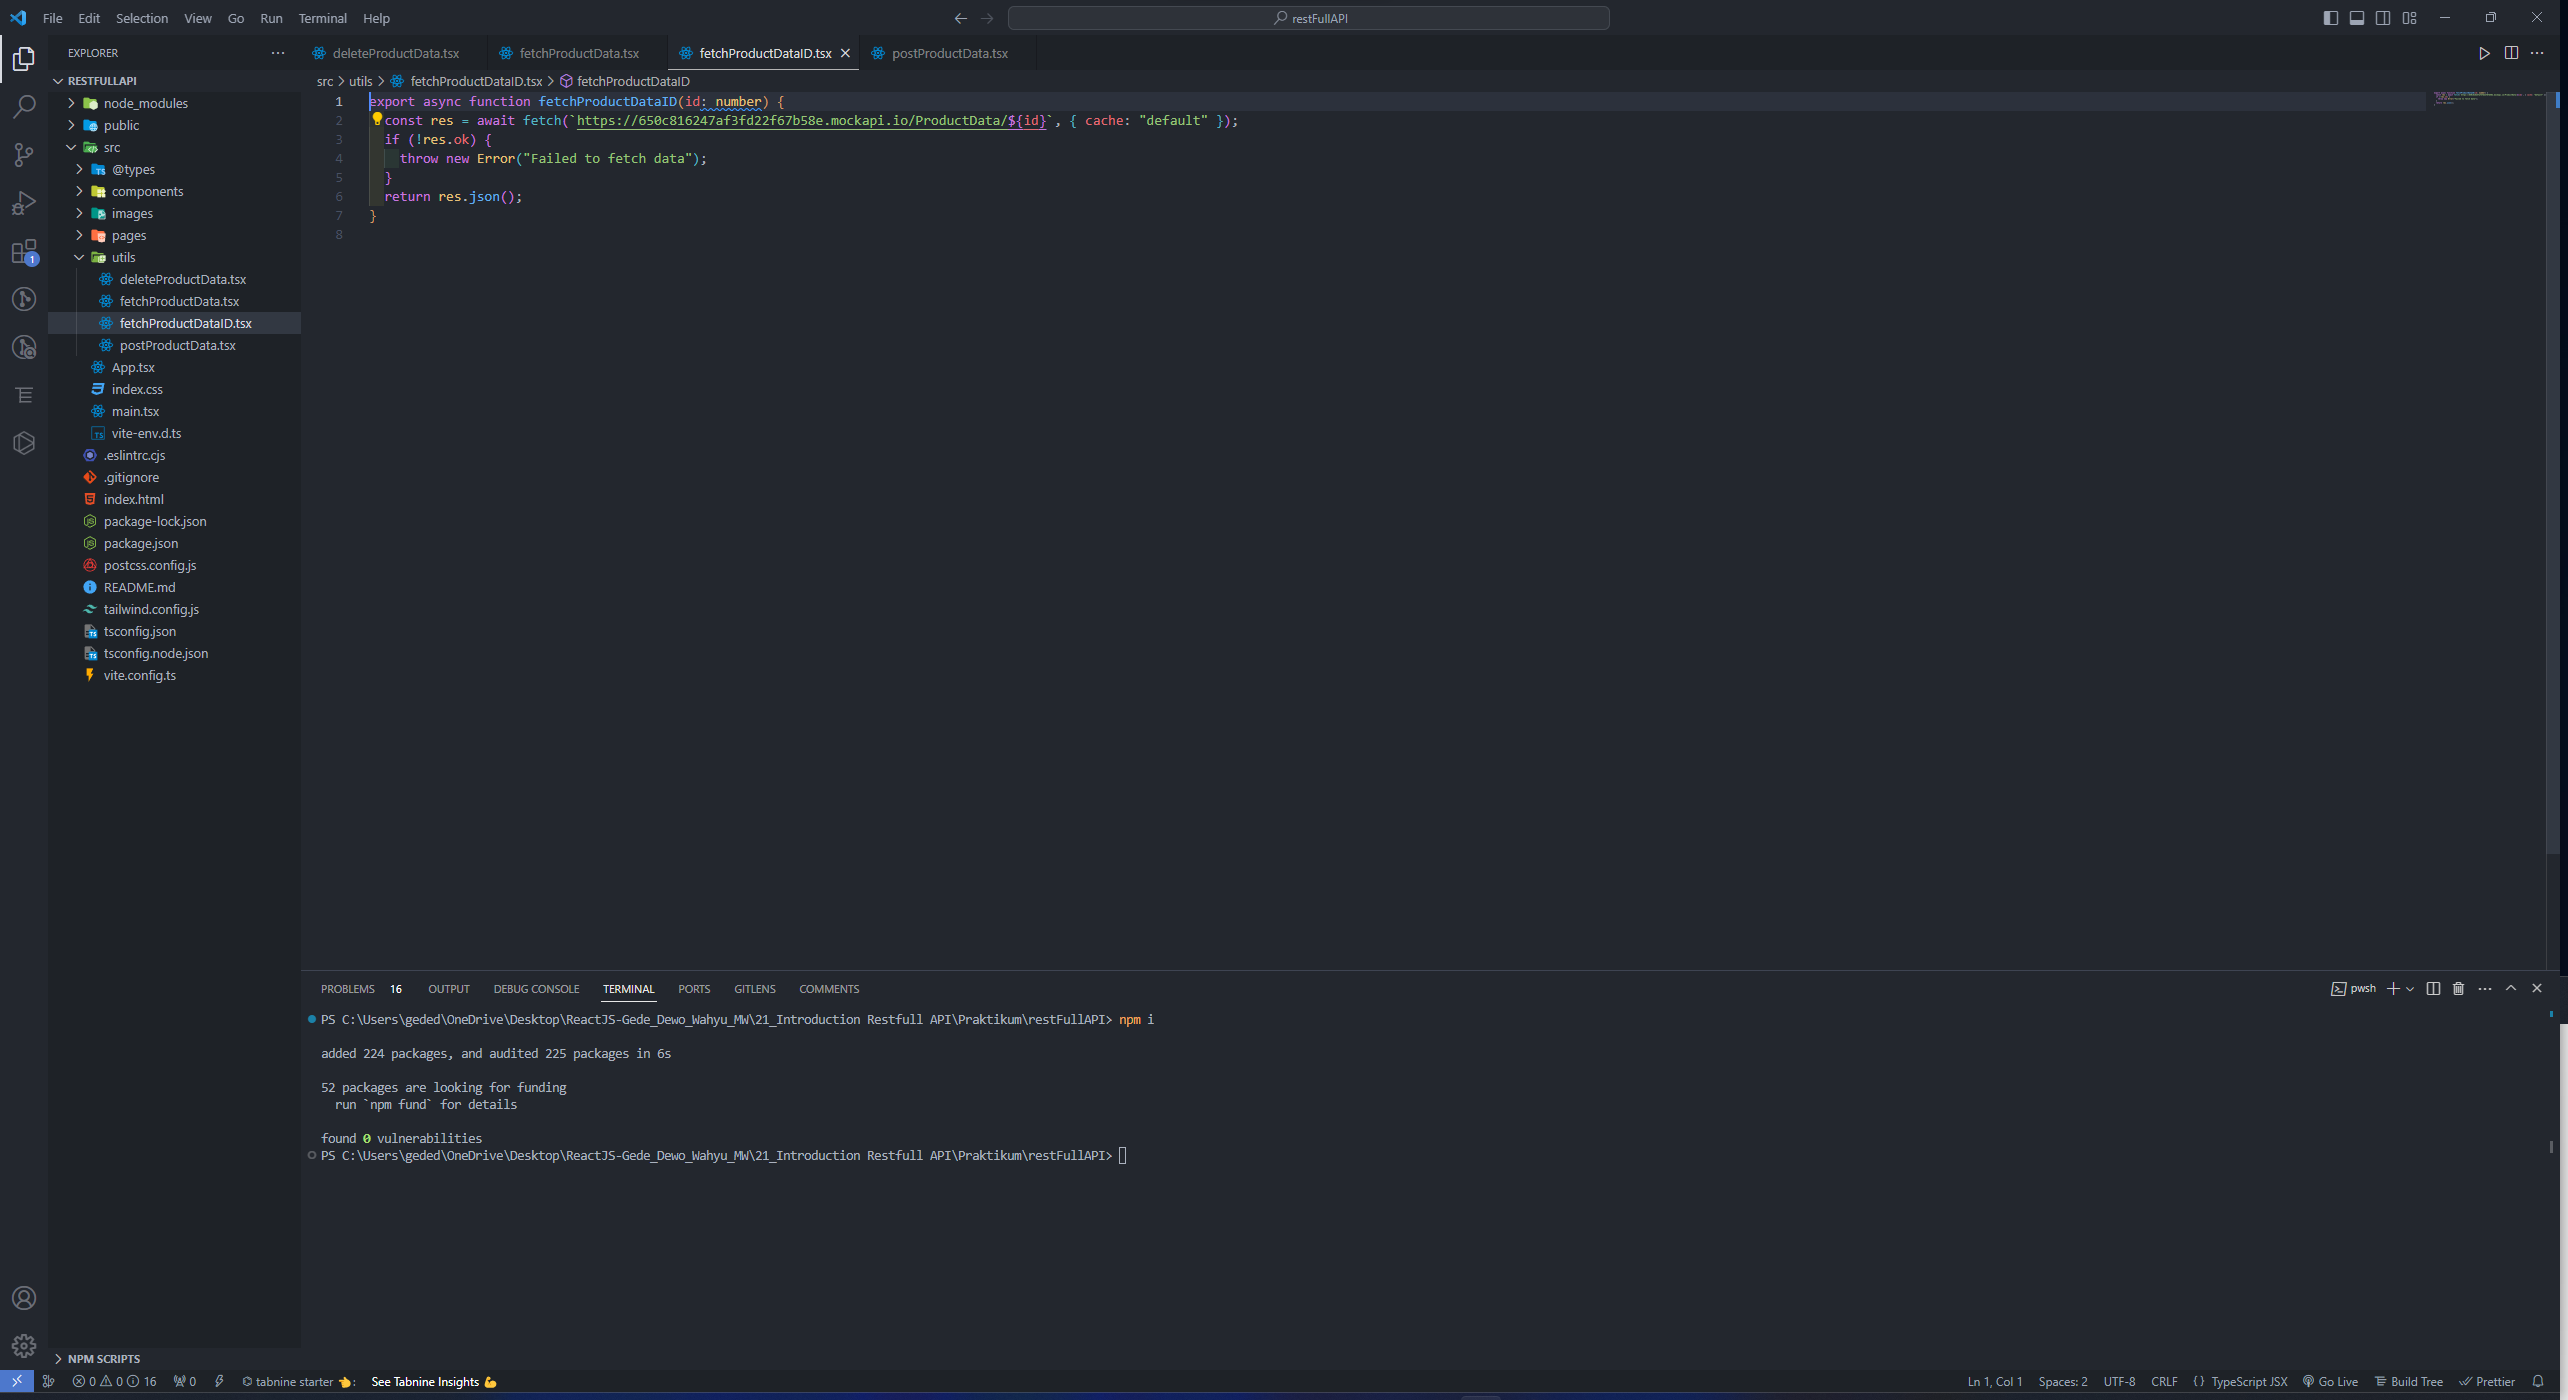 File Edit Selection View Go Run Terminal Help
restFullAPI
EXPLORER
RESTFULLAPI
node_modules
public
src
@types
components
images
pages
utils
deleteProductData.tsx
fetchProductData.tsx
fetchProductDataID.tsx
postProductData.tsx
App.tsx
index.css
main.tsx
vite-env.d.ts
.eslintrc.cjs
.gitignore
index.html
package-lock.json
package.json
postcss.config.js
README.md
tailwind.config.js
tsconfig.json
tsconfig.node.json
vite.config.ts
NPM SCRIPTS
deleteProductData.tsx fetchProductData.tsx fetchProductDataID.tsx postProductData.tsx
src > utils > fetchProductDataID.tsx > fetchProductDataID
1 export async function fetchProductDataID(id: number) {
2 const res = await fetch(`https://650c816247af3fd22f67b58e.mockapi.io/ProductData/${id}`, { cache: "default" });
3 if (!res.ok) {
4 throw new Error("Failed to fetch data");
5 }
6 return res.json();
7 }
8
PROBLEMS 16 OUTPUT DEBUG CONSOLE TERMINAL PORTS GITLENS COMMENTS
pwsh
PS C:\Users\geded\OneDrive\Desktop\ReactJS-Gede_Dewo_Wahyu_MW\21_Introduction Restfull API\Praktikum\restFullAPI> npm i
added 224 packages, and audited 225 packages in 6s
52 packages are looking for funding
run `npm fund` for details
found 0 vulnerabilities
PS C:\Users\geded\OneDrive\Desktop\ReactJS-Gede_Dewo_Wahyu_MW\21_Introduction Restfull API\Praktikum\restFullAPI>
0 0 16 0 tabnine starter 👈: See Tabnine Insights 💪 Ln 1, Col 1 Spaces: 2 UTF-8 CRLF {} TypeScript JSX Go Live Build Tree Prettier